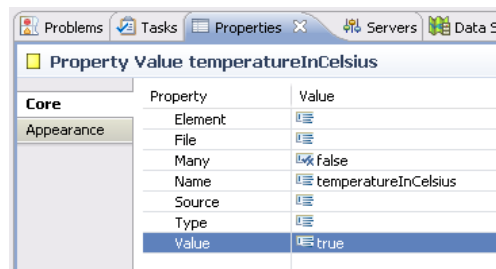 Problems Tasks Properties Servers Data S
Property Value temperatureInCelsius
Core
Appearance
Property Value
Element
File
Many false
Name temperatureInCelsius
Source
Type
Value true